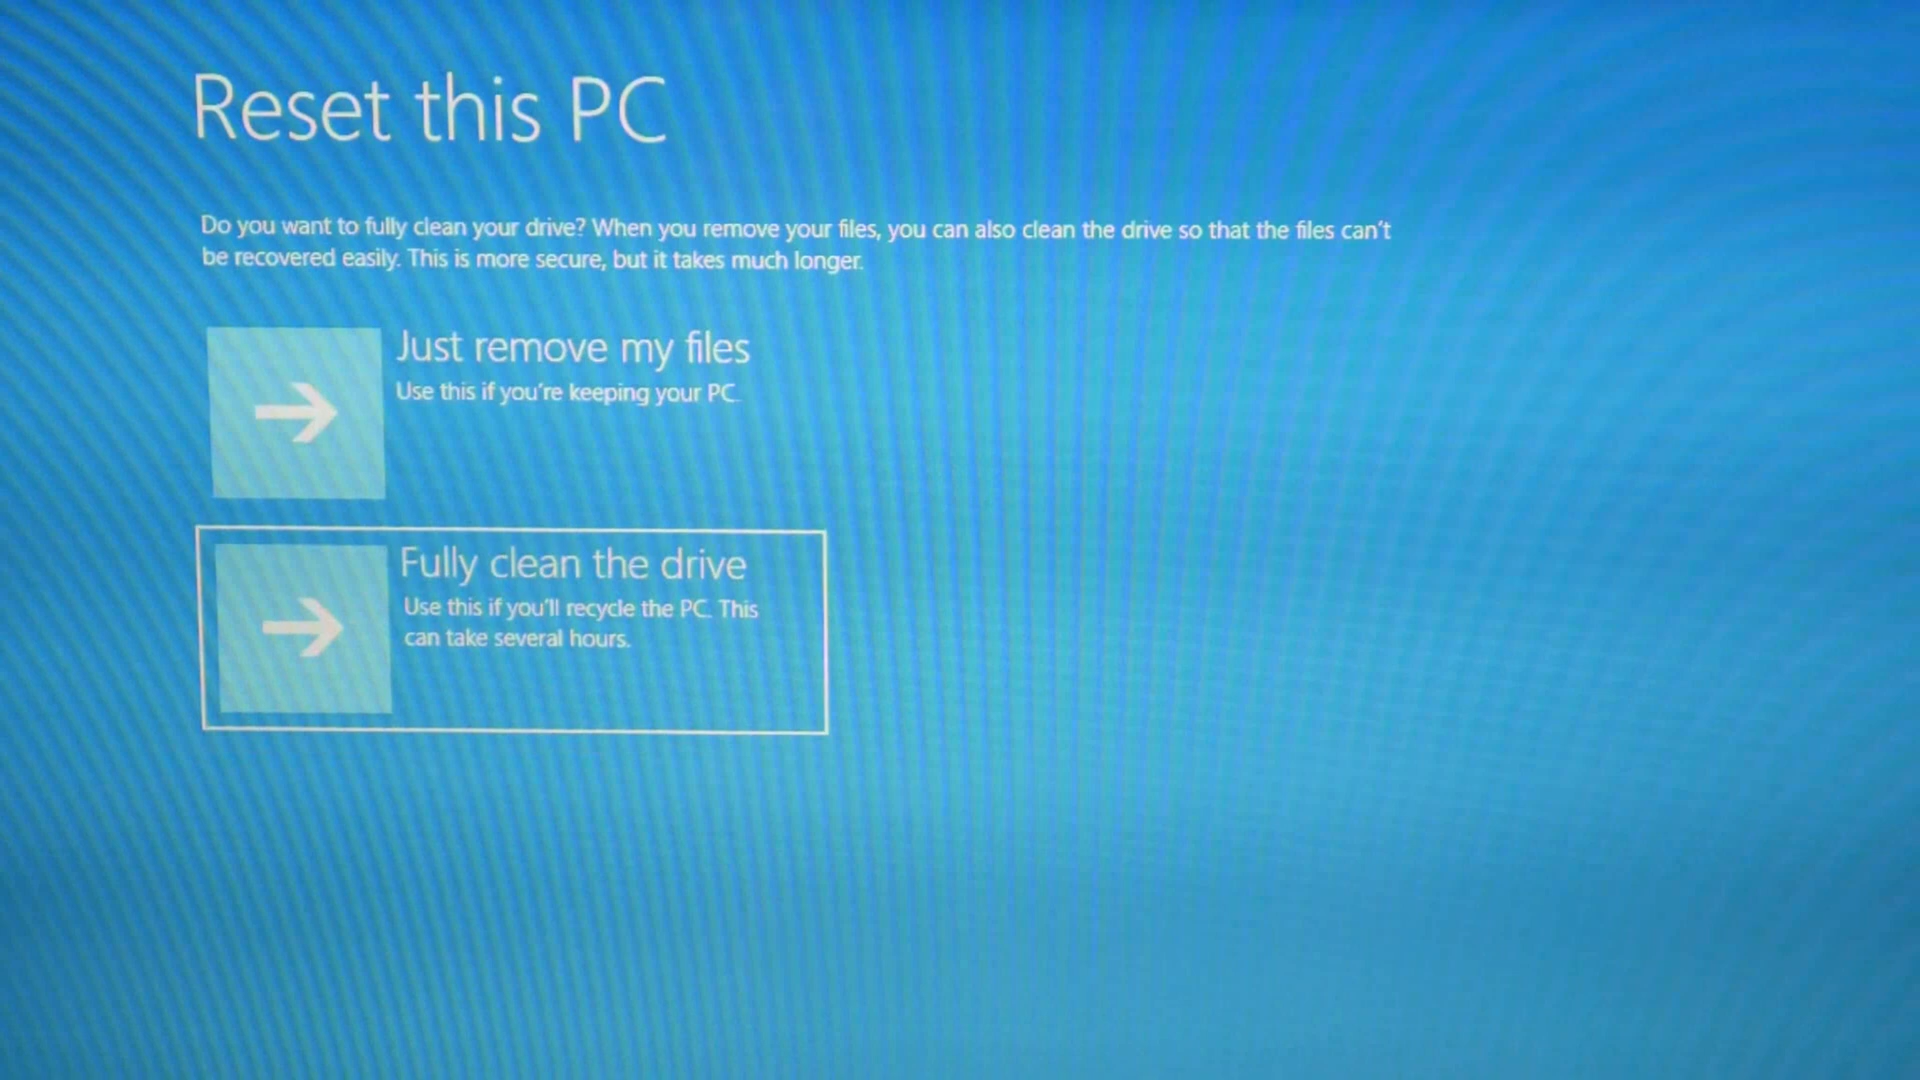 Reset this PC
Do you want to fully clean your drive? When you remove your files, you can also clean the drive so that the files can't
be recovered easily. This is more secure, but it takes much longer.
Just remove my files
Use this if you're keeping your PC.
Fully clean the drive
Use this if you'll recycle the PC. This
can take several hours.